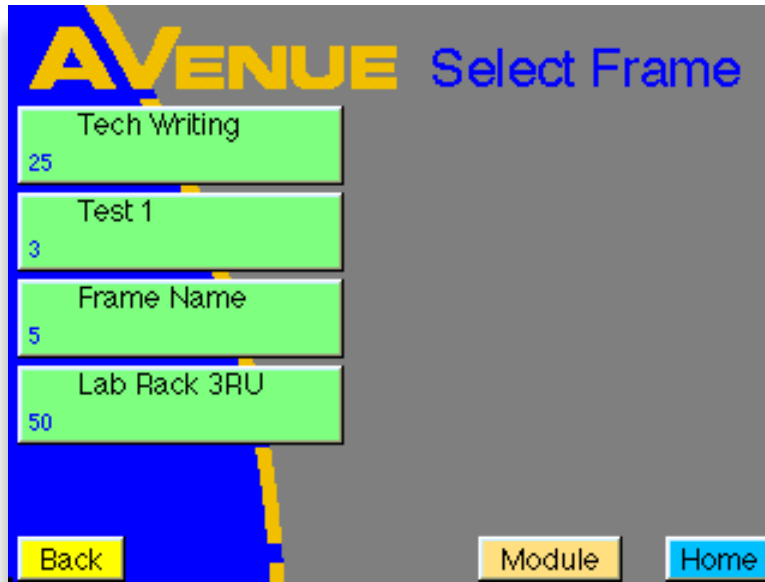 AVENUE Select Frame
Tech Writing
25
Test 1
3
Frame Name
5
Lab Rack 3RU
50
Back Module Home